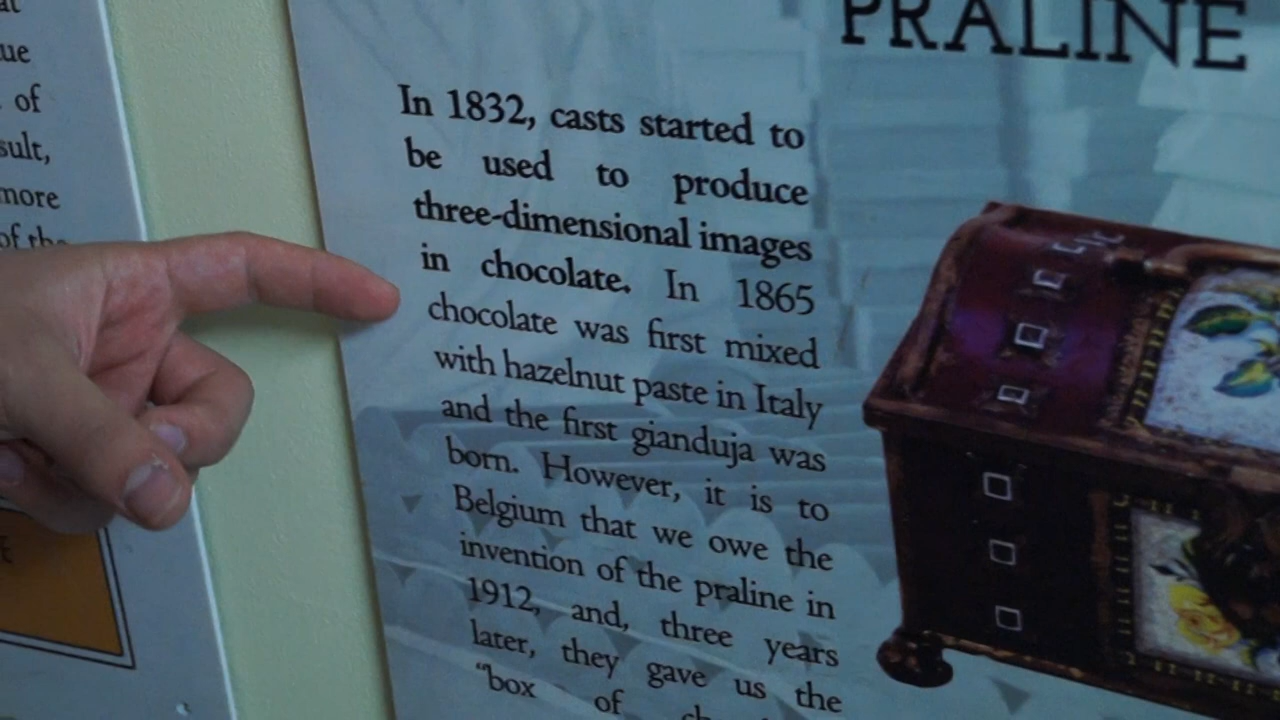 ue
of
sult,
more
of the
PRALINE
In 1832, casts started to
be used to produce
three-dimensional images
in chocolate. In 1865
chocolate was first mixed
with hazelnut paste in Italy
and the first gianduja was
born. However, it is to
Belgium that we owe the
invention of the praline in
1912, and, three years
later, they gave us the
“box of